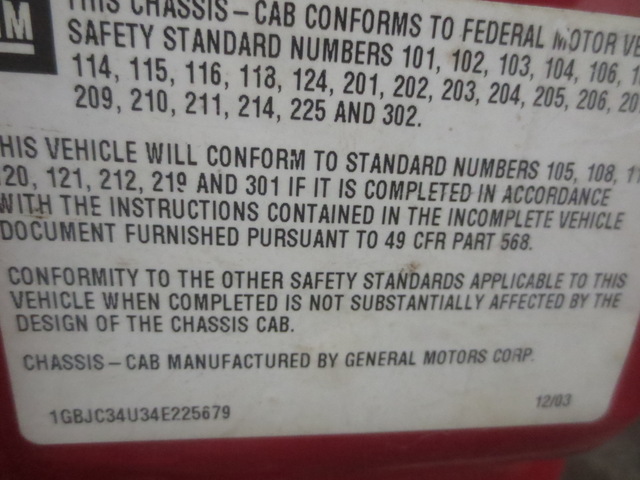 GM
THIS CHASSIS-CAB CONFORMS TO FEDERAL MOTOR VE
SAFETY STANDARD NUMBERS 101, 102, 103, 104, 106, 1
114, 115, 116, 118, 124, 201, 202, 203, 204, 205, 206, 20
209, 210, 211, 214, 225 AND 302.
HIS VEHICLE WILL CONFORM TO STANDARD NUMBERS 105, 108, 11
120, 121, 212, 219 AND 301 IF IT IS COMPLETED IN ACCORDANCE
WITH THE INSTRUCTIONS CONTAINED IN THE INCOMPLETE VEHICLE
DOCUMENT FURNISHED PURSUANT TO 49 CFR PART 568.
CONFORMITY TO THE OTHER SAFETY STANDARDS APPLICABLE TO THIS
VEHICLE WHEN COMPLETED IS NOT SUBSTANTIALLY AFFECTED BY THE
DESIGN OF THE CHASSIS CAB.
CHASSIS-CAB MANUFACTURED BY GENERAL MOTORS CORP.
1GBJC34U34E225679 12/03